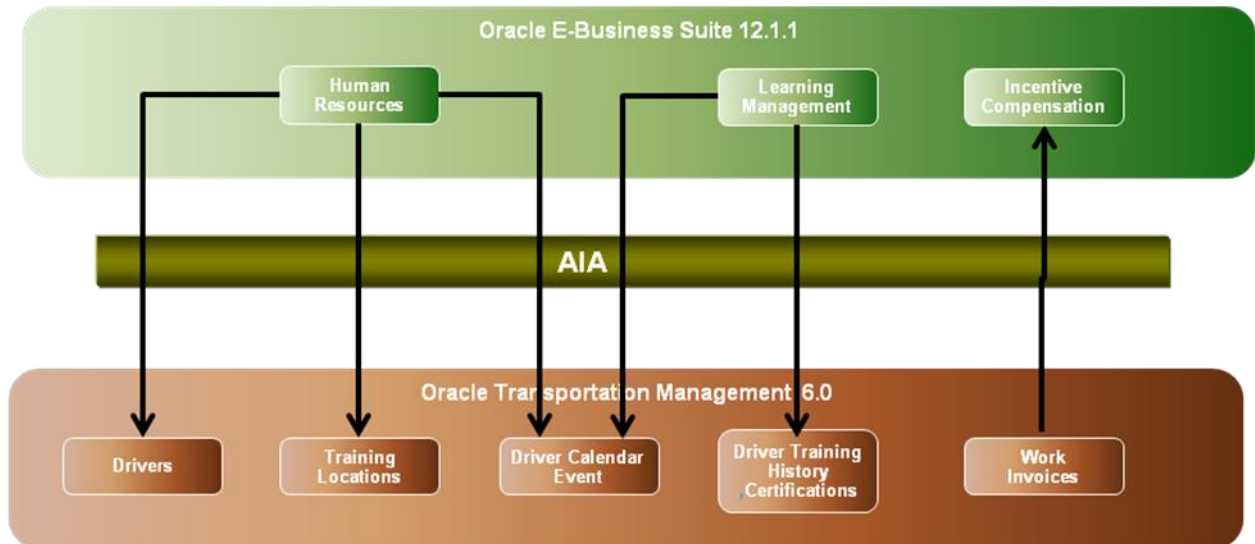 Oracle E-Business Suite 12.1.1
Human
Resources
Learning
Management
Incentive
Compensation
AIA
Oracle Transportation Management 6.0
Drivers
Training
Locations
Driver Calendar
Event
Driver Training
History
,Certifications
Work
Invoices